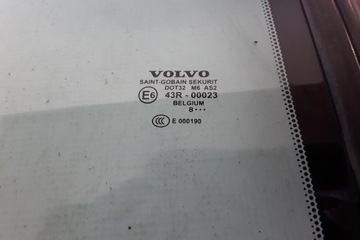 VOLVO
SAINT-GOBAIN SEKURIT
DOT32 M6 AS2
E6 43R - 00023
BELGIUM
8•••
CCC E 000190